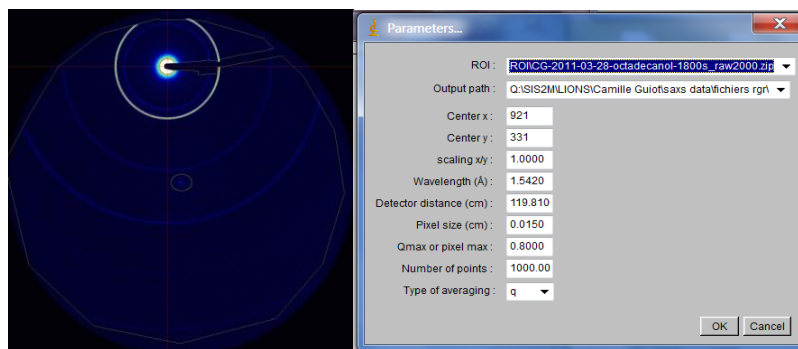 Parameters...
ROI : ROI\CG-2011-03-28-octadecanol-1800s_raw2000.zip
Output path : Q:\SIS2M\LIONS\Camille Guiot\saxs data\fichiers rgr\
Center x : 921
Center y : 331
scaling x/y : 1.0000
Wavelength (Å) : 1.5420
Detector distance (cm) : 119.810
Pixel size (cm) : 0.0150
Qmax or pixel max : 0.8000
Number of points : 1000.00
Type of averaging : q
OK Cancel